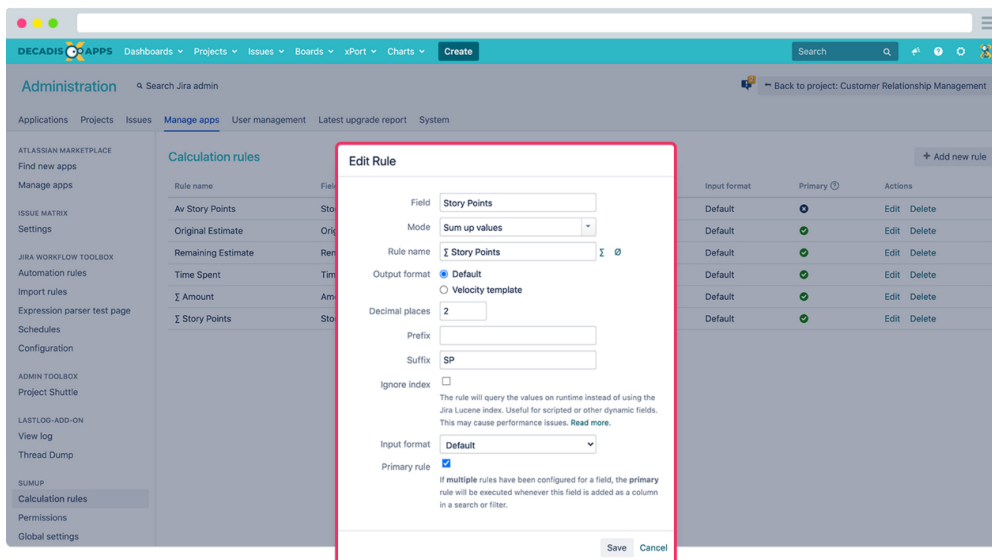 DECADIS APPS Dashboards Projects Issues Boards xPort Charts Create Search
Administration Search Jira admin Back to project: Customer Relationship Management
Applications Projects Issues Manage apps User management Latest upgrade report System
ATLASSIAN MARKETPLACE
Find new apps
Manage apps
ISSUE MATRIX
Settings
JIRA WORKFLOW TOOLBOX
Automation rules
Import rules
Expression parser test page
Schedules
Configuration
ADMIN TOOLBOX
Project Shuttle
LASTLOG-ADD-ON
View log
Thread Dump
SUMUP
Calculation rules
Permissions
Global settings
Calculation rules + Add new rule
Rule name Input format Primary Actions
Av Story Points Default Edit Delete
Original Estimate Default Edit Delete
Remaining Estimate Default Edit Delete
Time Spent Default Edit Delete
∑ Amount Default Edit Delete
∑ Story Points Default Edit Delete
Edit Rule
Field Story Points
Mode Sum up values
Rule name ∑ Story Points ∑ Ø
Output format Default
Velocity template
Decimal places 2
Prefix
Suffix SP
Ignore index
The rule will query the values on runtime instead of using the
Jira Lucene index. Useful for scripted or other dynamic fields.
This may cause performance issues. Read more.
Input format Default
Primary rule
If multiple rules have been configured for a field, the primary
rule will be executed whenever this field is added as a column
in a search or filter.
Save Cancel